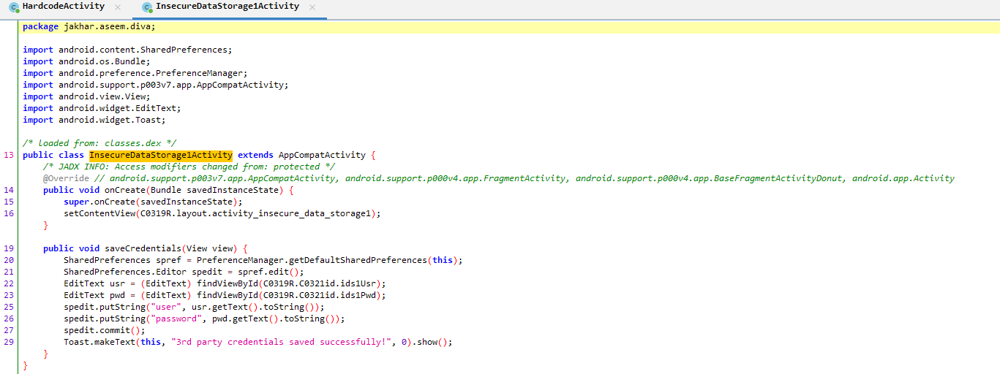 HardcodeActivity InsecureDataStorage1Activity
package jakhar.aseem.diva;
import android.content.SharedPreferences;
import android.os.Bundle;
import android.preference.PreferenceManager;
import android.support.p003v7.app.AppCompatActivity;
import android.view.View;
import android.widget.EditText;
import android.widget.Toast;
/* loaded from: classes.dex */
13 public class InsecureDataStorage1Activity extends AppCompatActivity {
/* JADX INFO: Access modifiers changed from: protected */
@Override // android.support.p003v7.app.AppCompatActivity, android.support.p000v4.app.FragmentActivity, android.support.p000v4.app.BaseFragmentActivityDonut, android.app.Activity
14 public void onCreate(Bundle savedInstanceState) {
15 super.onCreate(savedInstanceState);
16 setContentView(C0319R.layout.activity_insecure_data_storage1);
}
19 public void saveCredentials(View view) {
20 SharedPreferences spref = PreferenceManager.getDefaultSharedPreferences(this);
21 SharedPreferences.Editor spedit = spref.edit();
22 EditText usr = (EditText) findViewById(C0319R.C0321id.ids1Usr);
23 EditText pwd = (EditText) findViewById(C0319R.C0321id.ids1Pwd);
25 spedit.putString("user", usr.getText().toString());
26 spedit.putString("password", pwd.getText().toString());
27 spedit.commit();
29 Toast.makeText(this, "3rd party credentials saved successfully!", 0).show();
}
}